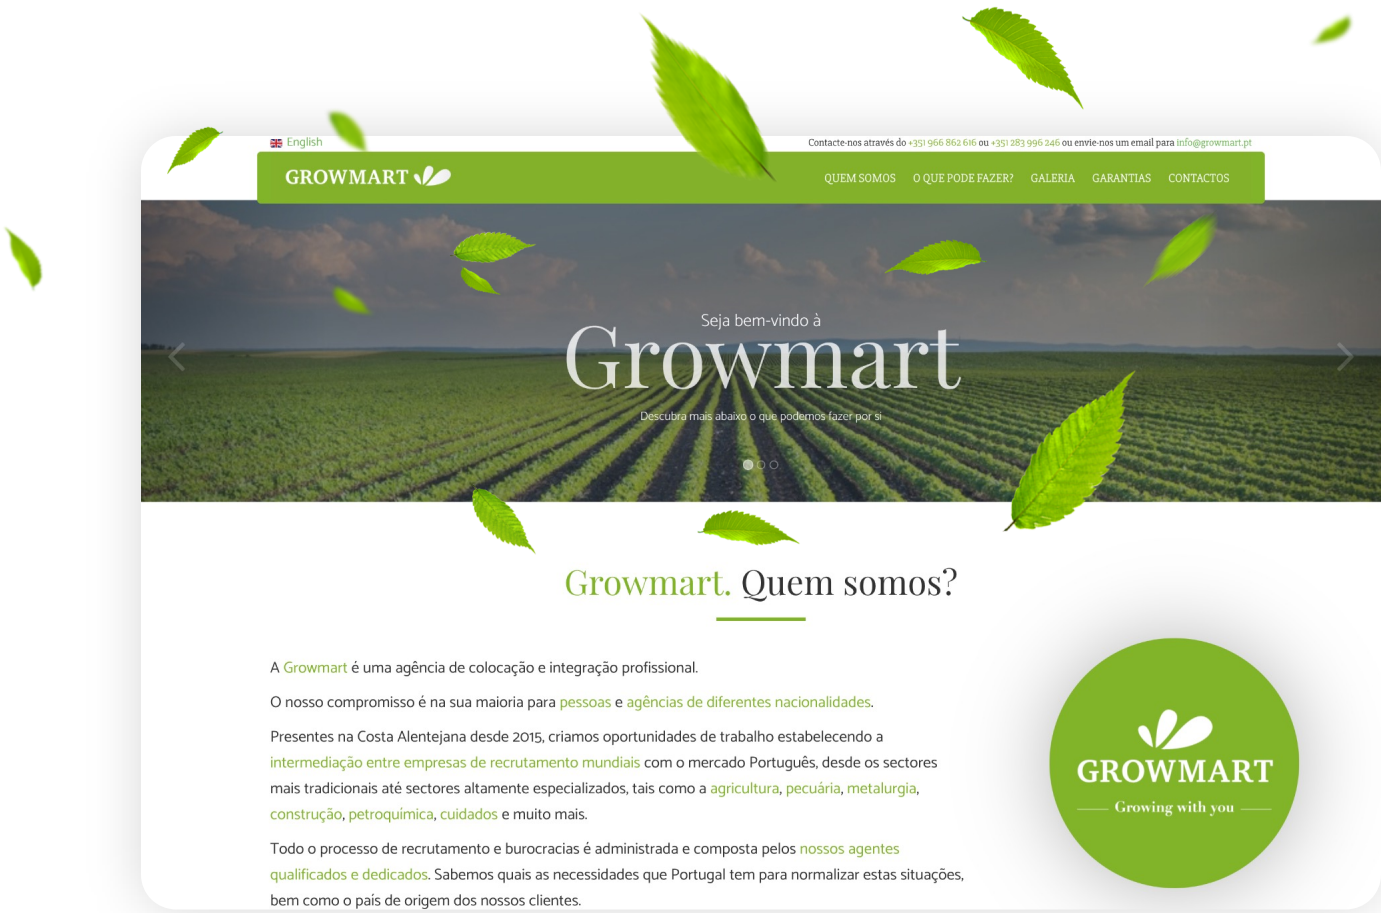 English
Contacte-nos através do +351 966 862 616 ou +351 283 996 246 ou envie-nos um email para info@growmart.pt
GROWMART
QUEM SOMOS O QUE PODE FAZER? GALERIA GARANTIAS CONTACTOS
Seja bem-vindo à
Growmart
Descubra mais abaixo o que podemos fazer por si
Growmart. Quem somos?
A Growmart é uma agência de colocação e integração profissional.
O nosso compromisso é na sua maioria para pessoas e agências de diferentes nacionalidades.
Presentes na Costa Alentejana desde 2015, criamos oportunidades de trabalho estabelecendo a
intermediação entre empresas de recrutamento mundiais com o mercado Português, desde os sectores
mais tradicionais até sectores altamente especializados, tais como a agricultura, pecuária, metalurgia,
construção, petroquímica, cuidados e muito mais.
Todo o processo de recrutamento e burocracias é administrada e composta pelos nossos agentes
qualificados e dedicados. Sabemos quais as necessidades que Portugal tem para normalizar estas situações,
bem como o país de origem dos nossos clientes.
GROWMART
Growing with you